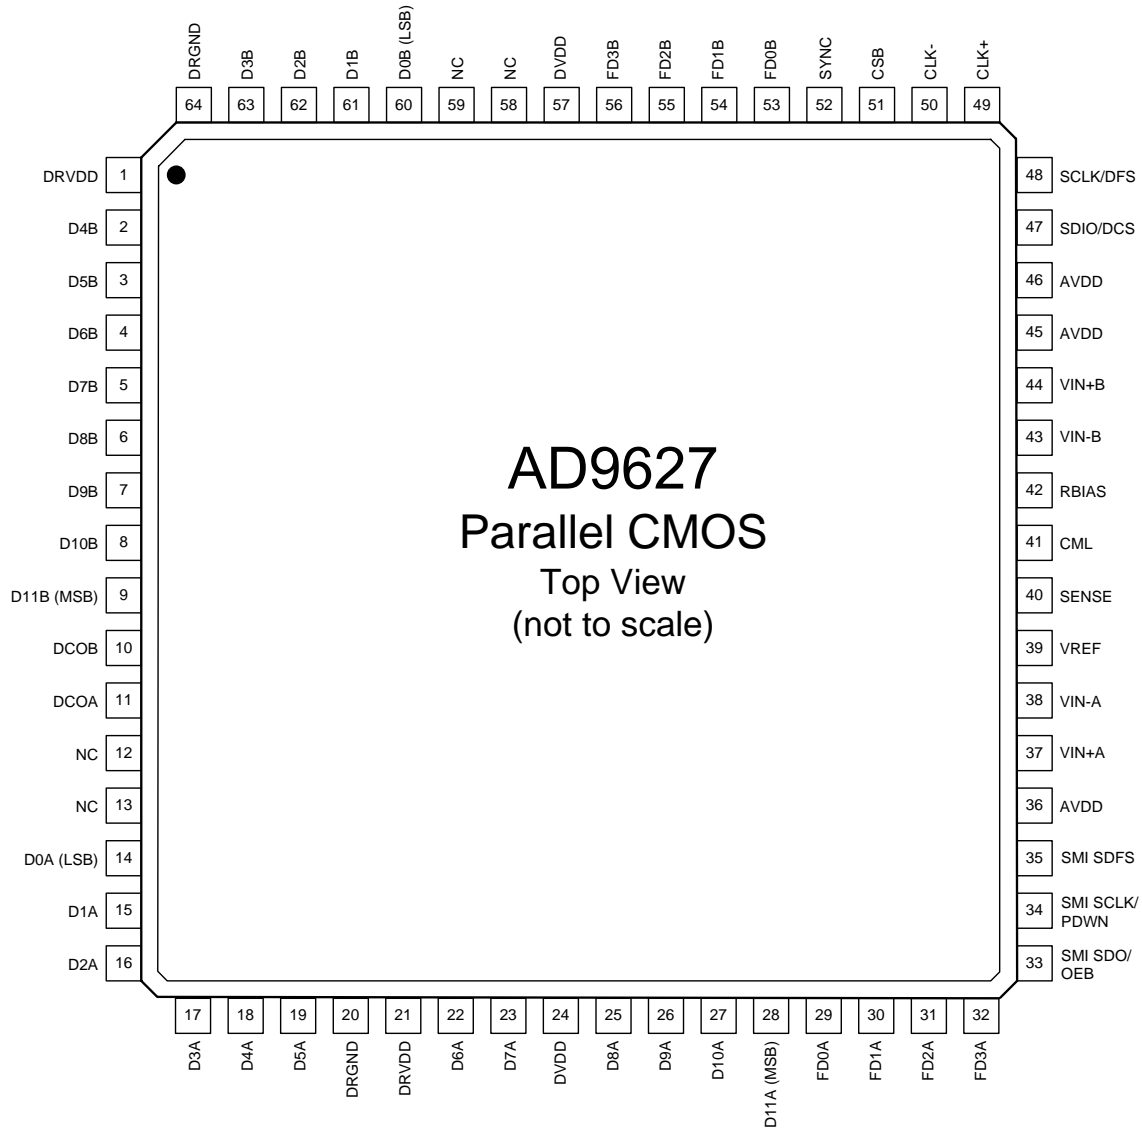 DRGND
D3B
D2B
D1B
D0B (LSB)
NC
NC
DVDD
FD3B
FD2B
FD1B
FD0B
SYNC
CSB
CLK-
CLK+
64
63
62
61
60
59
58
57
56
55
54
53
52
51
50
49
DRVDD 1
D4B 2
D5B 3
D6B 4
D7B 5
D8B 6
D9B 7
D10B 8
D11B (MSB) 9
DCOB 10
DCOA 11
NC 12
NC 13
D0A (LSB) 14
D1A 15
D2A 16
AD9627
Parallel CMOS
Top View
(not to scale)
48 SCLK/DFS
47 SDIO/DCS
46 AVDD
45 AVDD
44 VIN+B
43 VIN-B
42 RBIAS
41 CML
40 SENSE
39 VREF
38 VIN-A
37 VIN+A
36 AVDD
35 SMI SDFS
34 SMI SCLK/
PDWN
33 SMI SDO/
OEB
17
18
19
20
21
22
23
24
25
26
27
28
29
30
31
32
D3A
D4A
D5A
DRGND
DRVDD
D6A
D7A
DVDD
D8A
D9A
D10A
D11A (MSB)
FD0A
FD1A
FD2A
FD3A